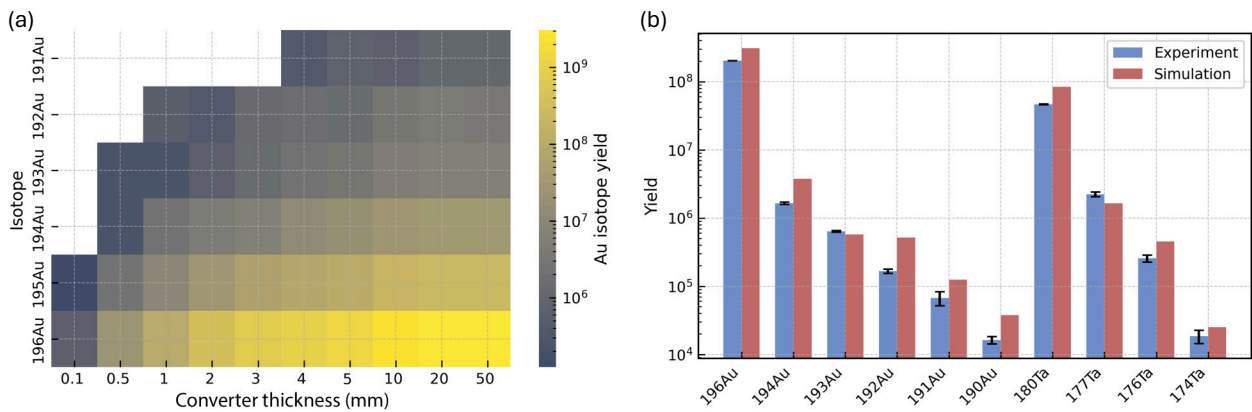 (a)
Isotope
191Au
192Au
193Au
194Au
195Au
196Au
0.1 0.5 1 2 3 4 5 10 20 50
Converter thickness (mm)
10⁹
10⁸
10⁷
10⁶
Au isotope yield
(b)
Yield
10⁸
10⁷
10⁶
10⁵
10⁴
Experiment
Simulation
196Au 194Au 193Au 192Au 191Au 190Au 180Ta 177Ta 176Ta 174Ta